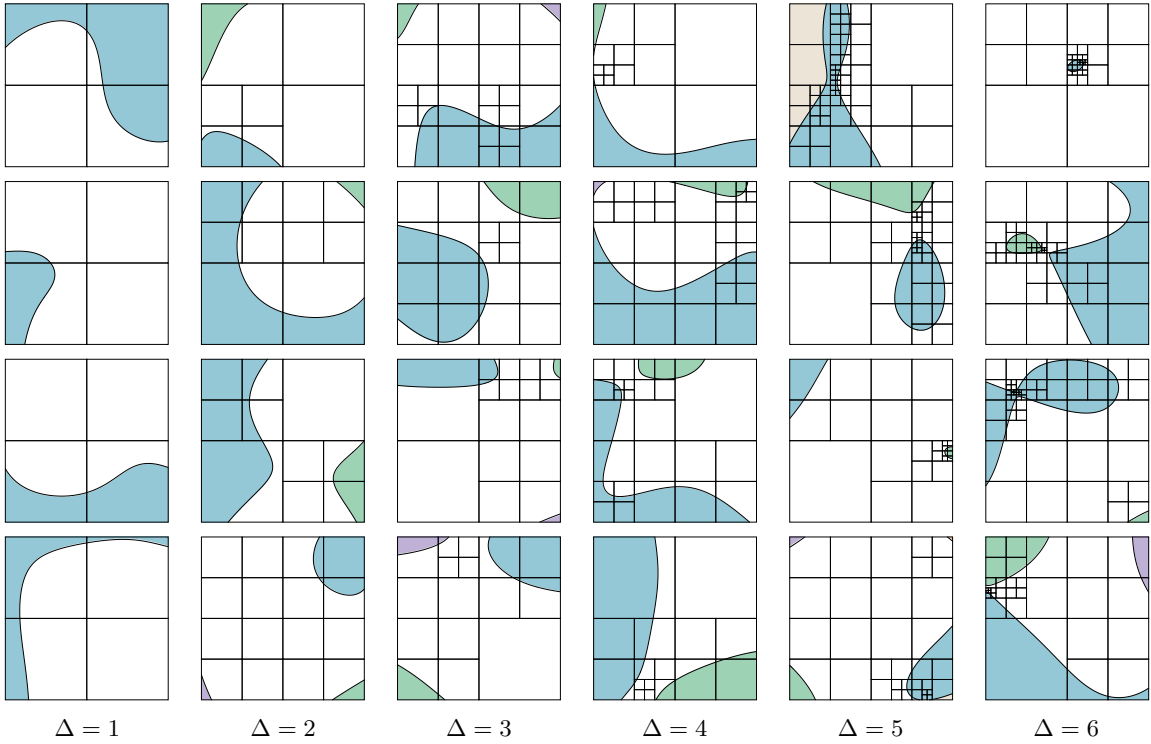 Δ = 1 Δ = 2 Δ = 3 Δ = 4 Δ = 5 Δ = 6